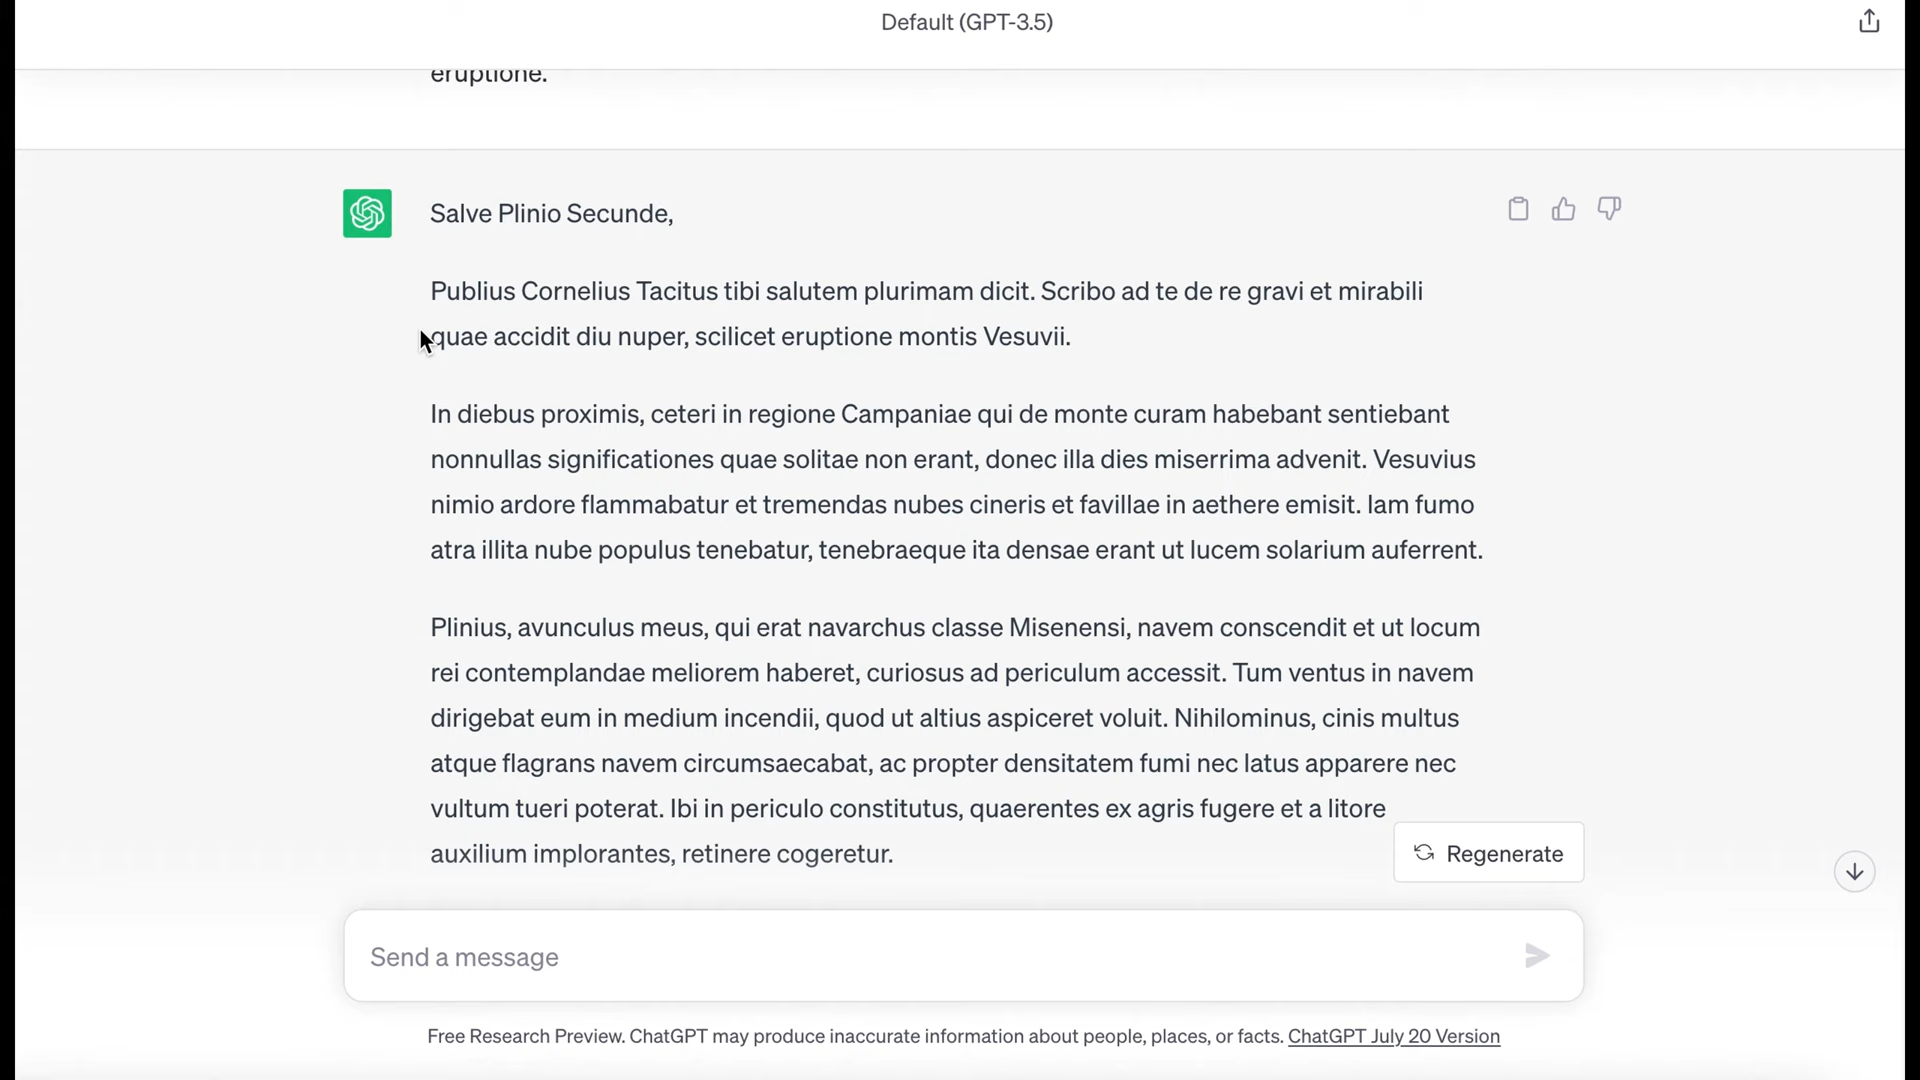 Default (GPT-3.5)
eruptione.
Salve Plinio Secunde,
Publius Cornelius Tacitus tibi salutem plurimam dicit. Scribo ad te de re gravi et mirabili
quae accidit diu nuper, scilicet eruptione montis Vesuvii.
In diebus proximis, ceteri in regione Campaniae qui de monte curam habebant sentiebant
nonnullas significationes quae solitae non erant, donec illa dies miserrima advenit. Vesuvius
nimio ardore flammabatur et tremendas nubes cineris et favillae in aethere emisit. Iam fumo
atra illita nube populus tenebatur, tenebraeque ita densae erant ut lucem solarium auferrent.
Plinius, avunculus meus, qui erat navarchus classe Misenensi, navem conscendit et ut locum
rei contemplandae meliorem haberet, curiosus ad periculum accessit. Tum ventus in navem
dirigebat eum in medium incendii, quod ut altius aspiceret voluit. Nihilominus, cinis multus
atque flagrans navem circumsaecabat, ac propter densitatem fumi nec latus apparere nec
vultum tueri poterat. Ibi in periculo constitutus, quaerentes ex agris fugere et a litore
auxilium implorantes, retinere cogeretur.
Regenerate
Send a message
Free Research Preview. ChatGPT may produce inaccurate information about people, places, or facts. ChatGPT July 20 Version